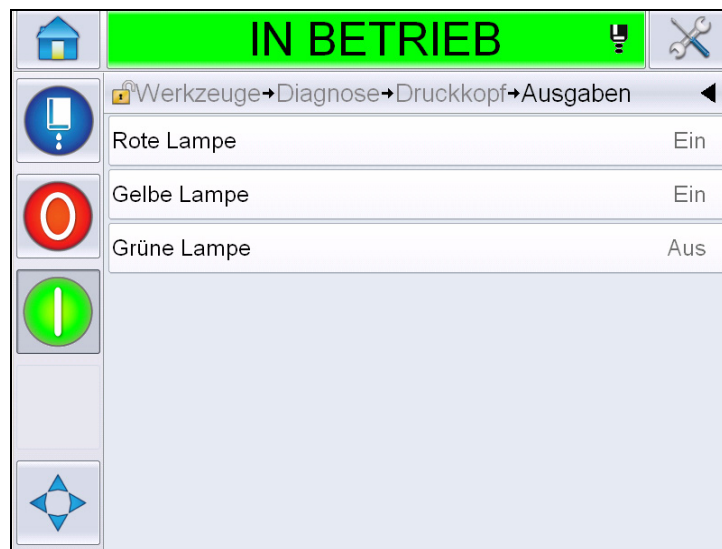 IN BETRIEB
Werkzeuge→Diagnose→Druckkopf→Ausgaben
Rote Lampe Ein
Gelbe Lampe Ein
Grüne Lampe Aus